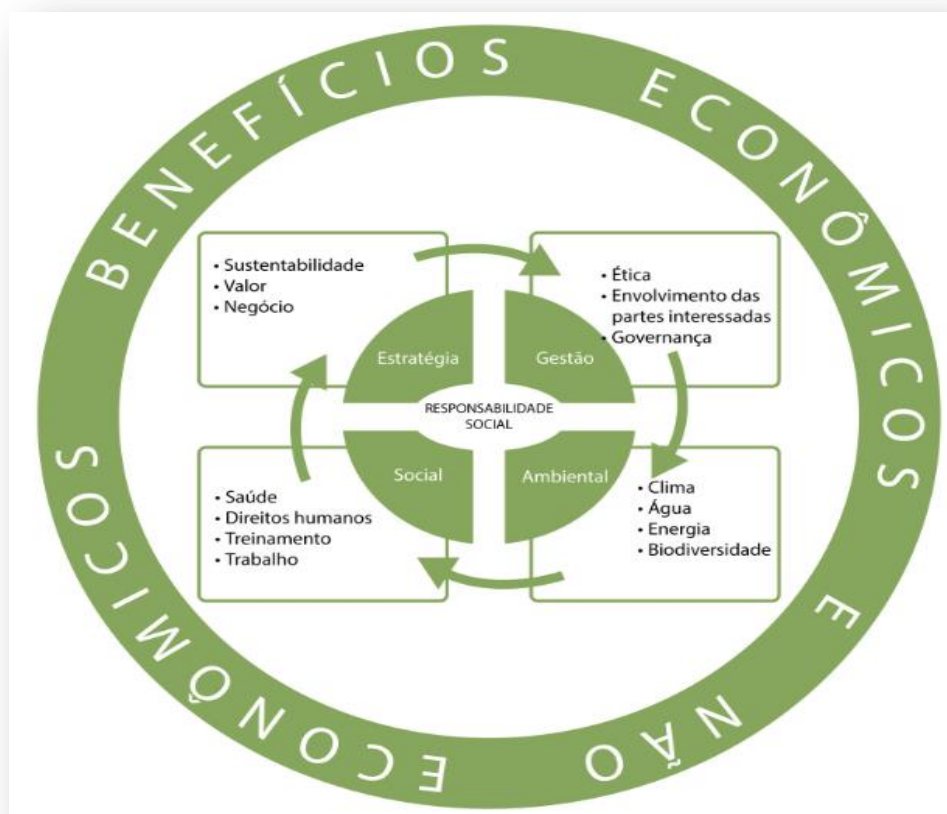 BENEFÍCIOS ECONÔMICOS E NÃO ECONÔMICOS
• Sustentabilidade
• Valor
• Negócio
Estratégia
• Ética
• Envolvimento das
partes interessadas
• Governança
Gestão
RESPONSABILIDADE
SOCIAL
Social
• Saúde
• Direitos humanos
• Treinamento
• Trabalho
Ambiental
• Clima
• Água
• Energia
• Biodiversidade